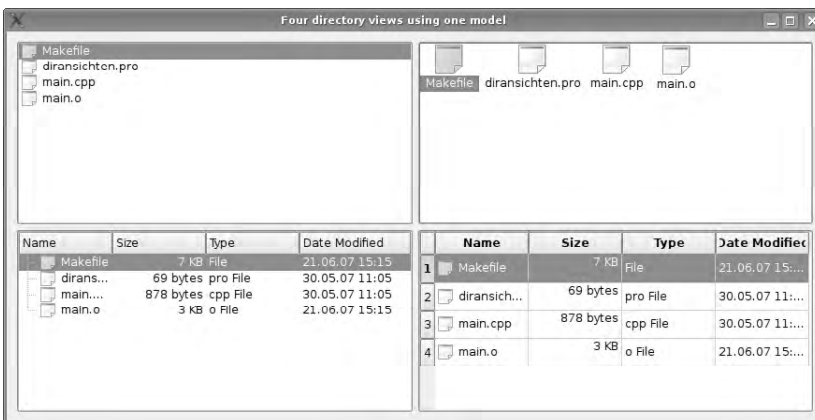 Four directory views using one model
Makefile
diransichten.pro
main.cpp
main.o
Makefile diransichten.pro main.cpp main.o
Name Size Type Date Modified
Makefile 7 KB File 21.06.07 15:15
dirans... 69 bytes pro File 30.05.07 11:05
main.... 878 bytes cpp File 30.05.07 11:05
main.o 3 KB o File 21.06.07 15:15
Name Size Type Date Modified
1 Makefile 7 KB File 21.06.07 15:...
2 diransich... 69 bytes pro File 30.05.07 11:...
3 main.cpp 878 bytes cpp File 30.05.07 11:...
4 main.o 3 KB o File 21.06.07 15:...